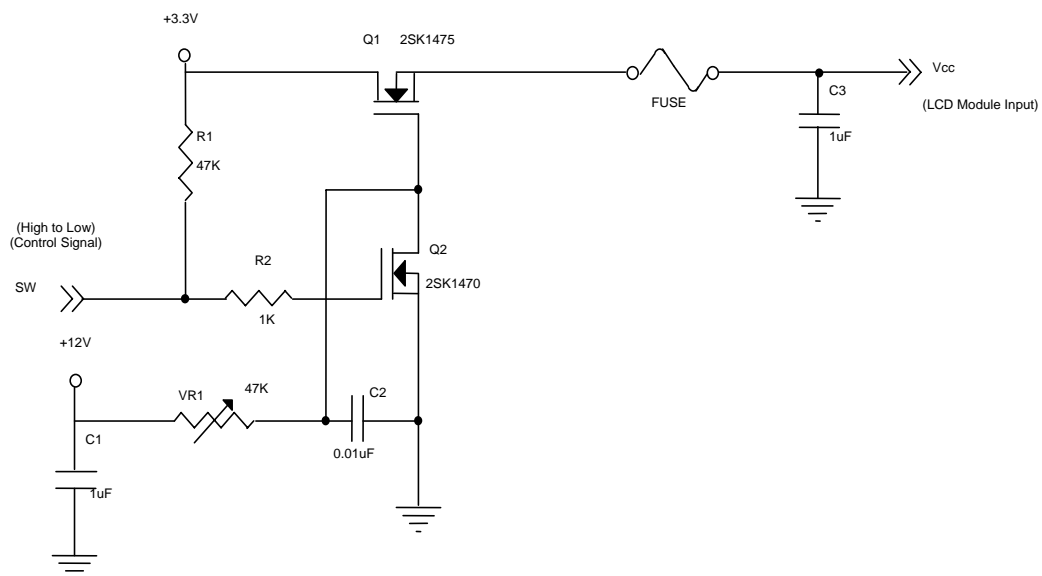 +3.3V
Q1 2SK1475
Vcc
FUSE
C3
(LCD Module Input)
R1
1uF
47K
(High to Low)
(Control Signal)
Q2
R2
SW
2SK1470
1K
+12V
VR1
47K
C2
C1
0.01uF
1uF